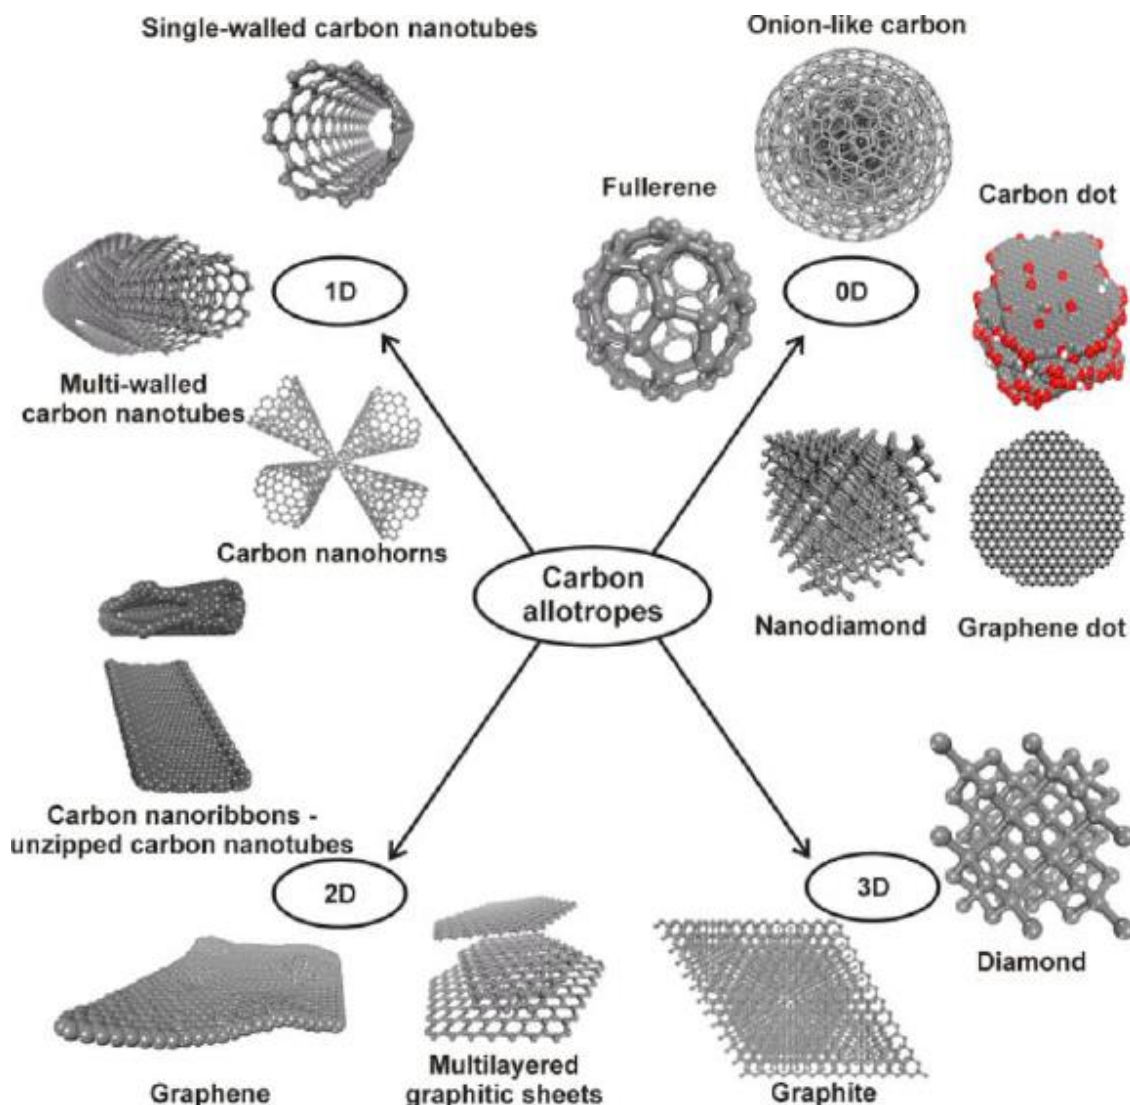 Single-walled carbon nanotubes
Onion-like carbon
Fullerene
Carbon dot
1D
0D
Multi-walled
carbon nanotubes
Carbon nanohorns
Carbon
allotropes
Nanodiamond
Graphene dot
Carbon nanoribbons -
unzipped carbon nanotubes
2D
3D
Diamond
Graphene
Multilayered
graphitic sheets
Graphite